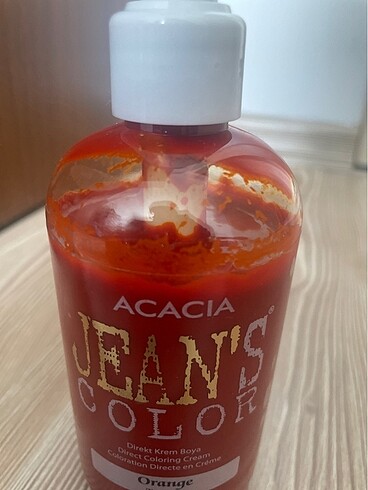 ACACIA
JEAN'S®
COLOR
Direkt Krem Boya
Direct Coloring Cream
Coloration Directe en Crème
Orange